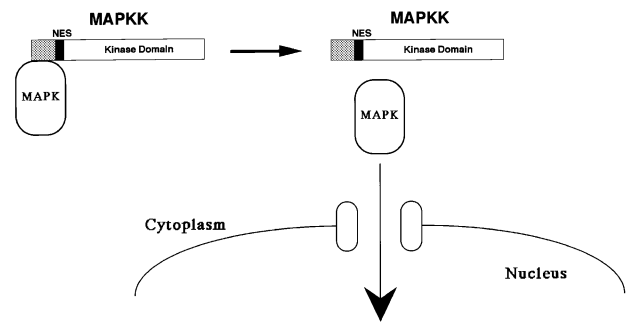 MAPKK
NES
Kinase Domain
MAPK
MAPKK
NES
Kinase Domain
MAPK
Cytoplasm
Nucleus